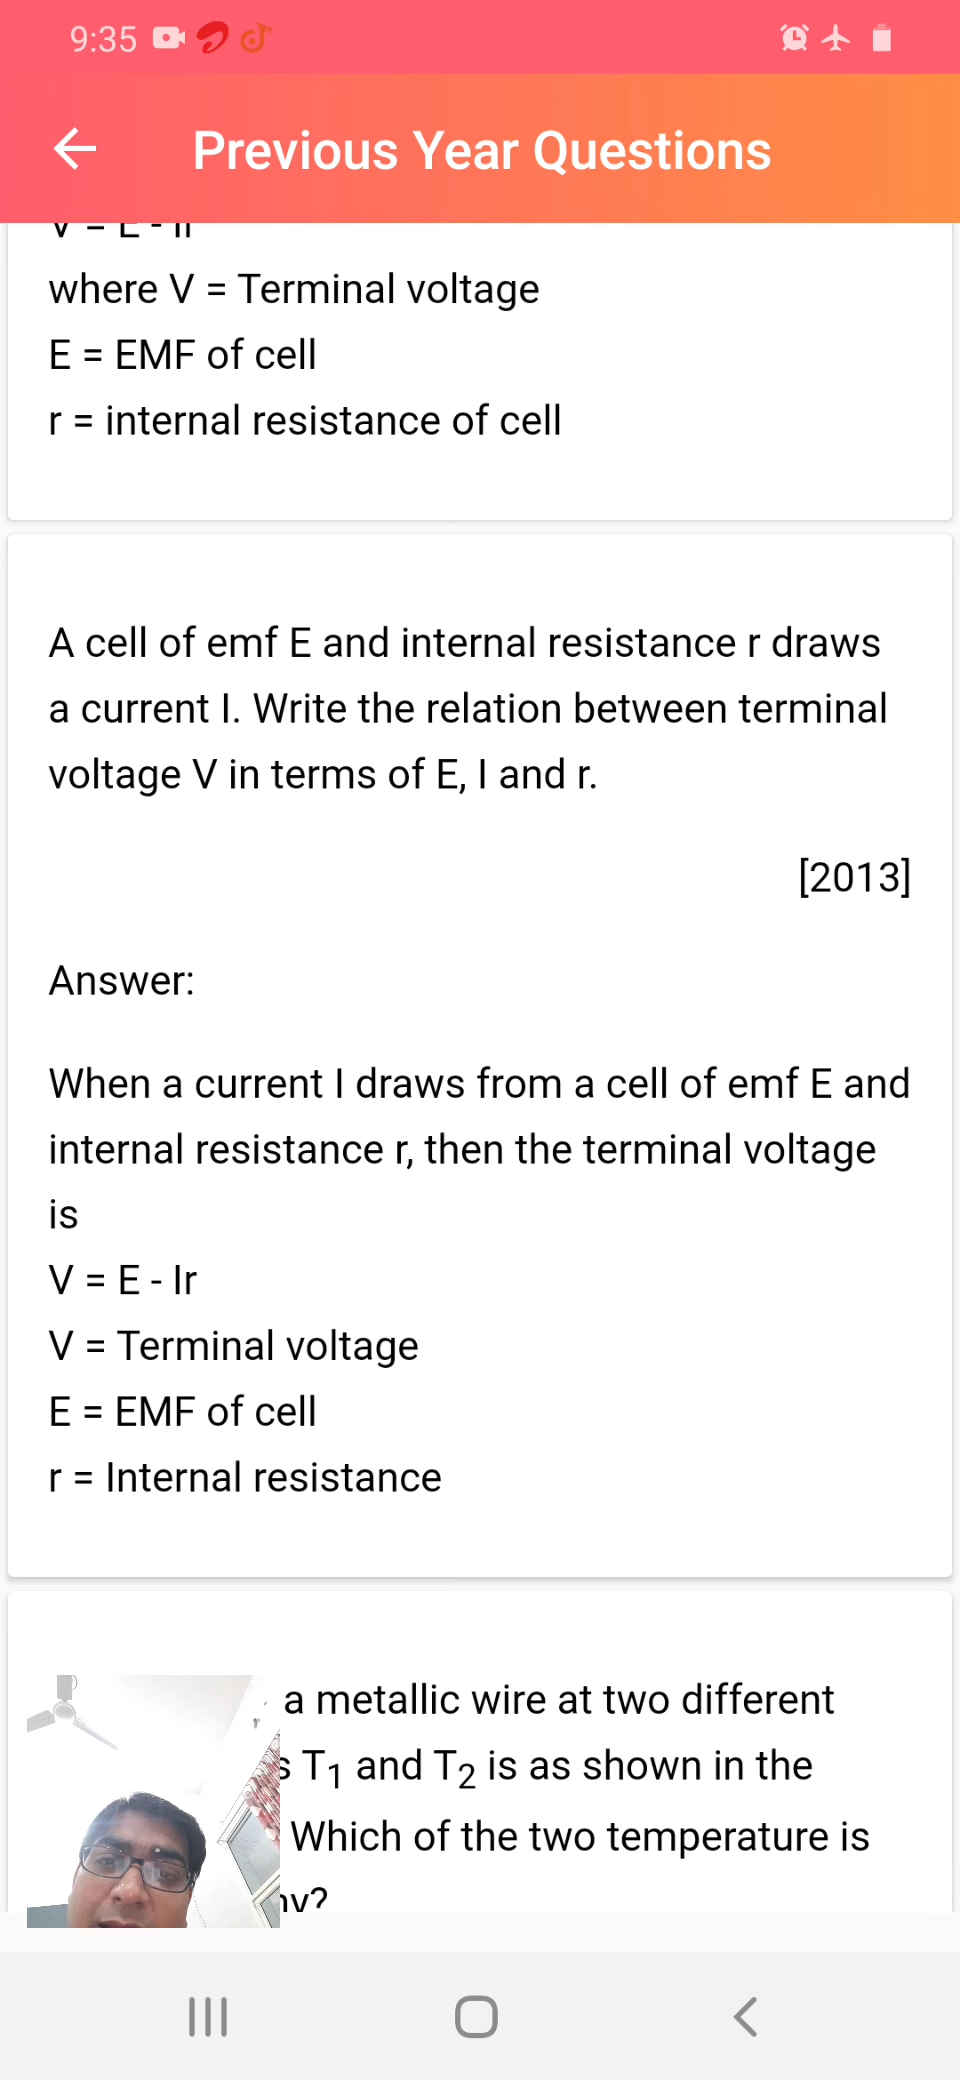 9:35
Previous Year Questions
V = E - Ir
where V = Terminal voltage
E = EMF of cell
r = internal resistance of cell
A cell of emf E and internal resistance r draws
a current I. Write the relation between terminal
voltage V in terms of E, I and r.
[2013]
Answer:
When a current I draws from a cell of emf E and
internal resistance r, then the terminal voltage
is
V = E - Ir
V = Terminal voltage
E = EMF of cell
r = Internal resistance
a metallic wire at two different
T₁ and T₂ is as shown in the
Which of the two temperature is